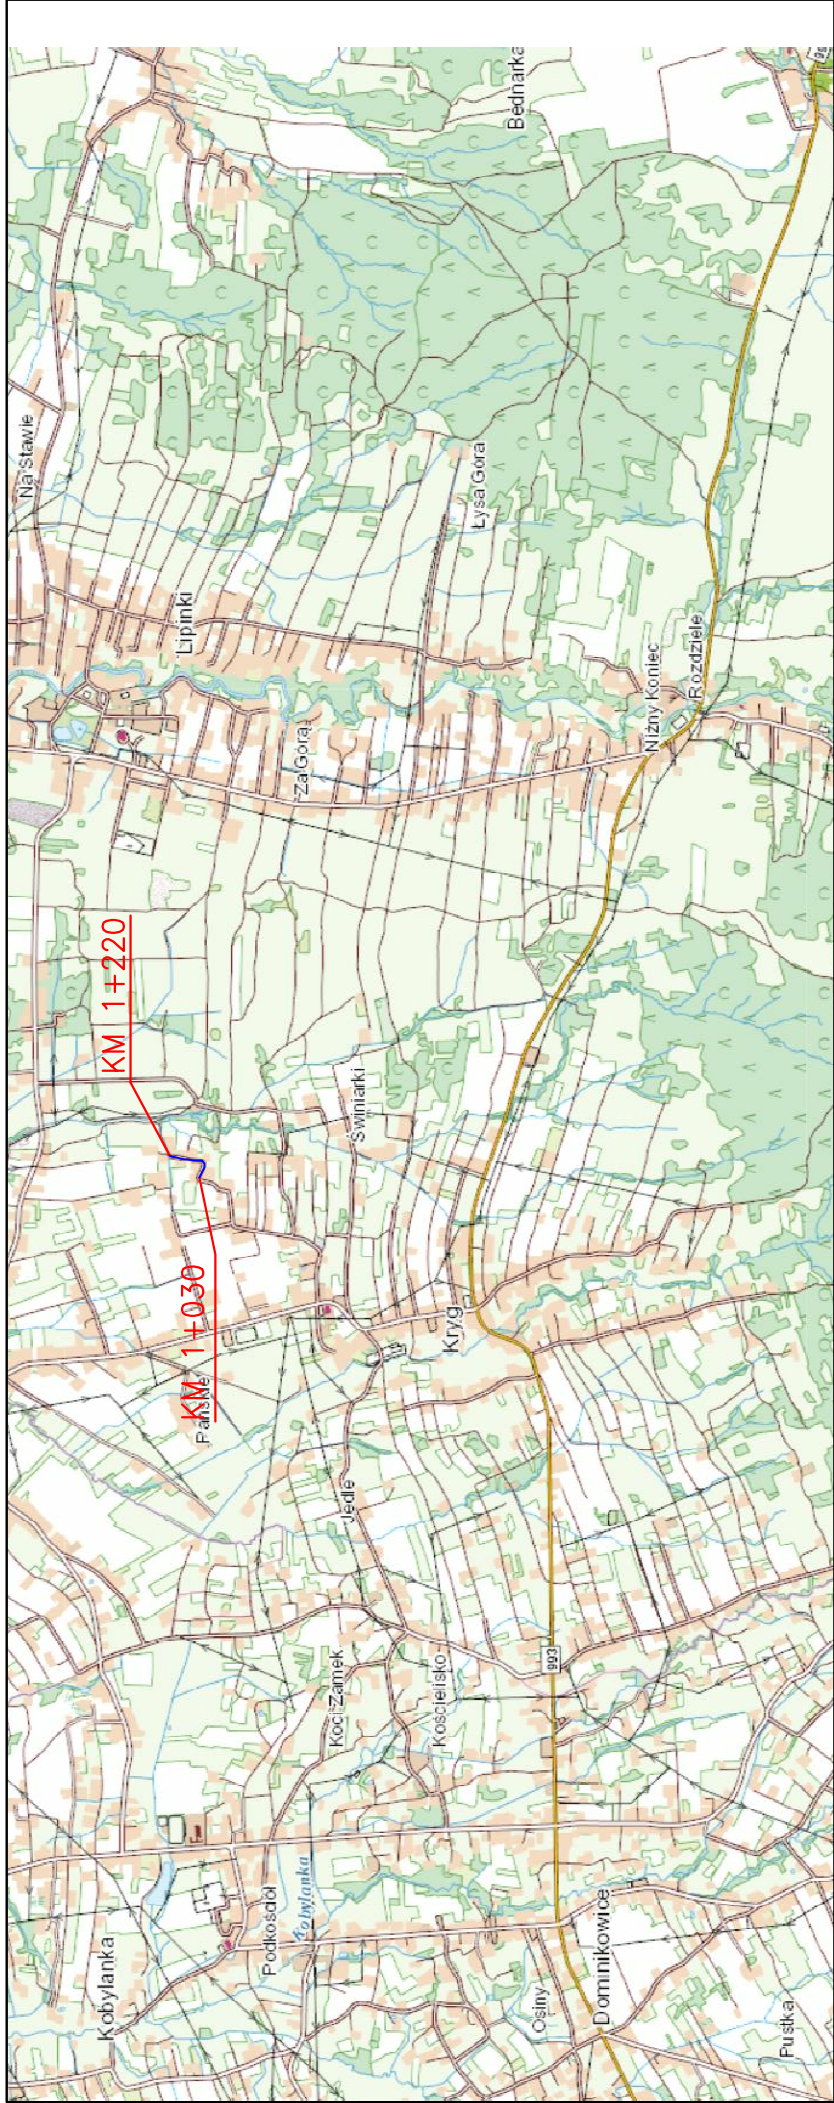 Kobylanka
Podkościół
Kobylanka
Osiny
Dominikowice
Pustka
Koci Zamek
Kościelisko
993
Jedle
Pańskie
KM 1+030
Kryg
Świniarki
KM 1+220
Za Górą
Lipinki
Niżny Koniec
Rozdziele
Na Stawie
Łysa Góra
Bednarka